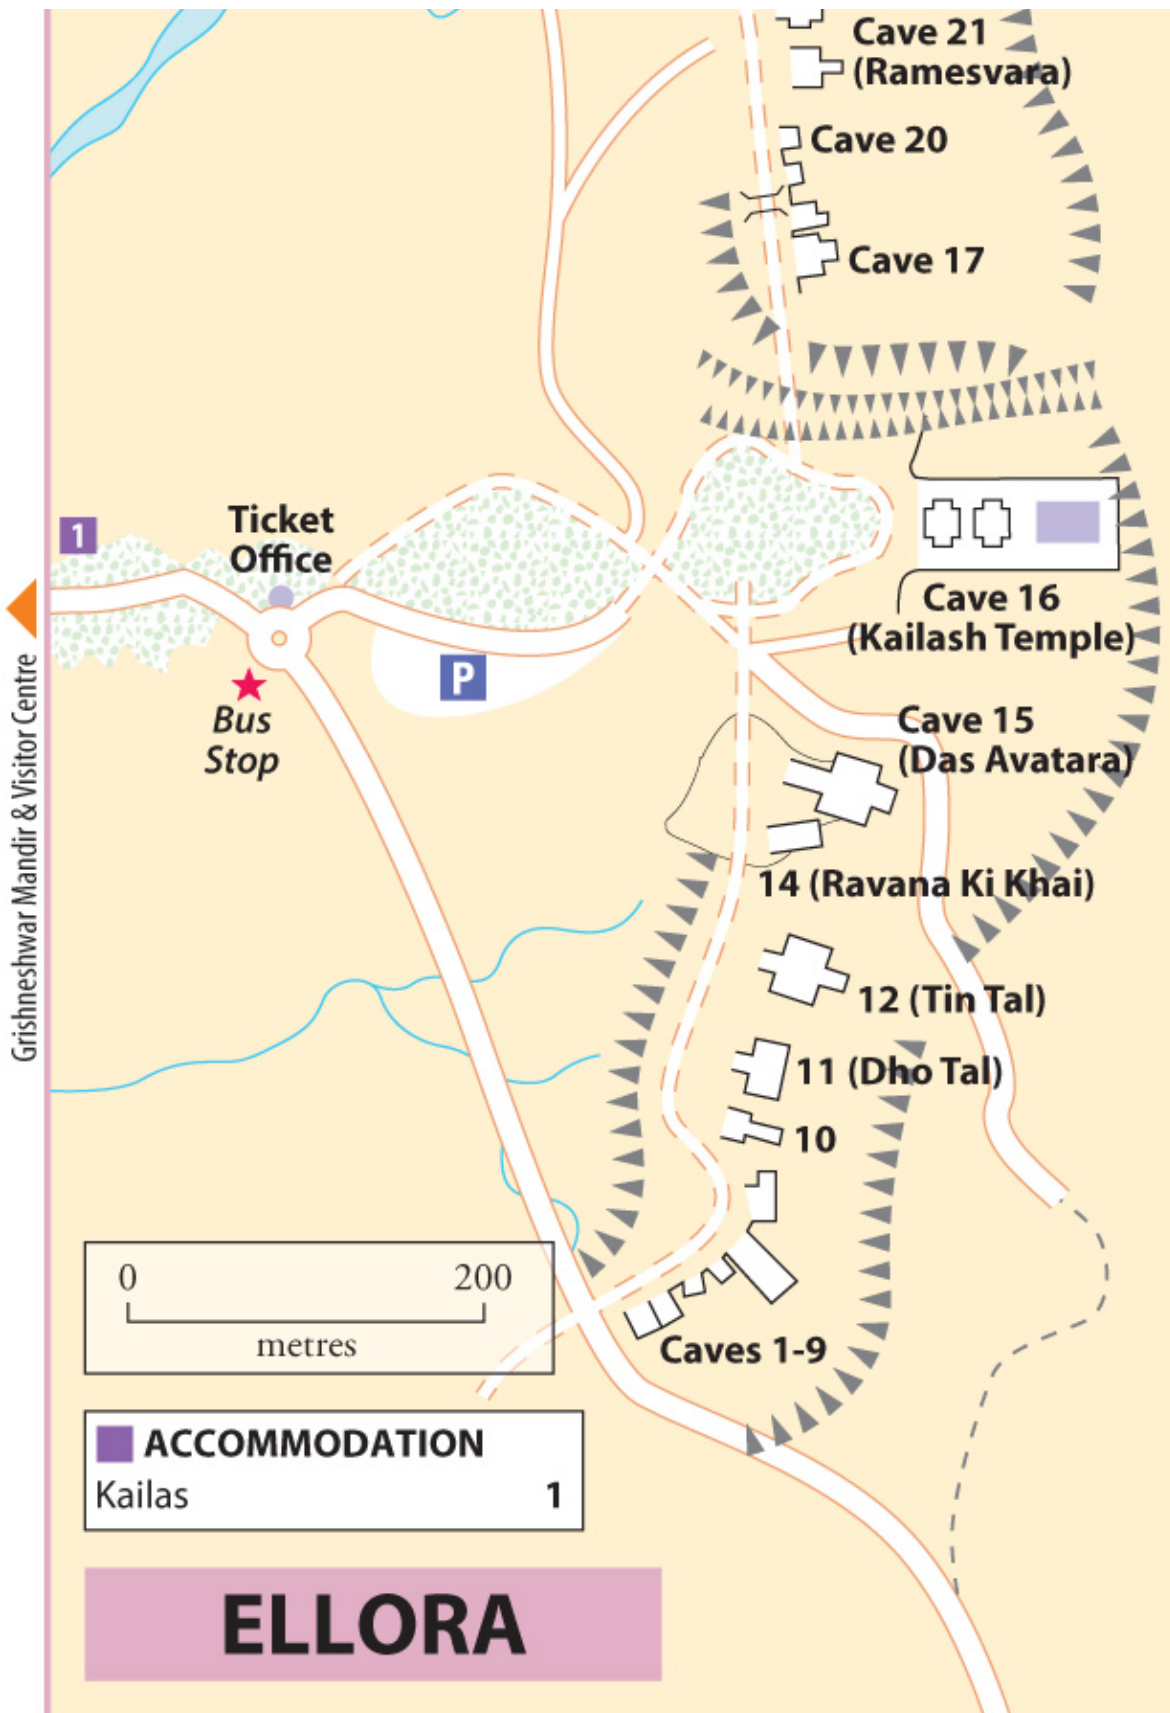 Cave 21
(Ramesvara)
Cave 20
Cave 17
Ticket
Office
1
Cave 16
(Kailash Temple)
P
Bus
Stop
Grishneshwar Mandir & Visitor Centre
Cave 15
(Das Avatara)
14 (Ravana Ki Khai)
12 (Tin Tal)
11 (Dho Tal)
10
Caves 1-9
0 200
metres
ACCOMMODATION
Kailas 1
ELLORA